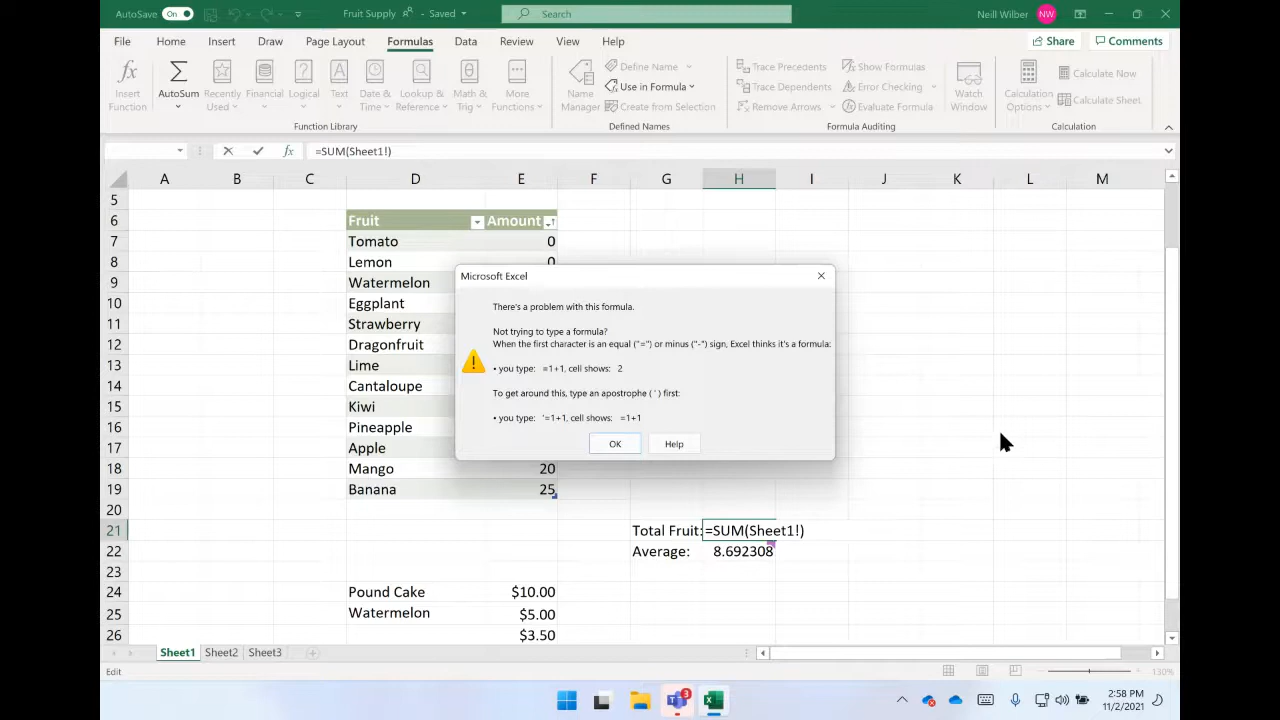 AutoSave On Fruit Supply Saved Search Neill Wilber NW
File Home Insert Draw Page Layout Formulas Data Review View Help Share Comments
Insert Function AutoSum Recently Used Financial Logical Text Date & Time Lookup & Reference Math & Trig More Functions
Name Manager Define Name Use in Formula Create from Selection
Trace Precedents Trace Dependents Remove Arrows Show Formulas Error Checking Evaluate Formula
Watch Window Calculation Options Calculate Now Calculate Sheet
Function Library Defined Names Formula Auditing Calculation
fx =SUM(Sheet1!)
A B C D E F G H I J K L M
5
6 Fruit Amount
7 Tomato 0
8 Lemon 0
9 Watermelon
10 Eggplant
11 Strawberry
12 Dragonfruit
13 Lime
14 Cantaloupe
15 Kiwi
16 Pineapple
17 Apple
18 Mango 20
19 Banana 25
20
21 Total Fruit: =SUM(Sheet1!)
22 Average: 8.692308
23
24 Pound Cake $10.00
25 Watermelon $5.00
26 $3.50
Microsoft Excel
There's a problem with this formula.
Not trying to type a formula?
When the first character is an equal ("=") or minus ("-") sign, Excel thinks it's a formula:
• you type: =1+1, cell shows: 2
To get around this, type an apostrophe ( ' ) first:
• you type: '=1+1, cell shows: =1+1
OK Help
Sheet1 Sheet2 Sheet3
Edit 130%
3
2:58 PM
11/2/2021